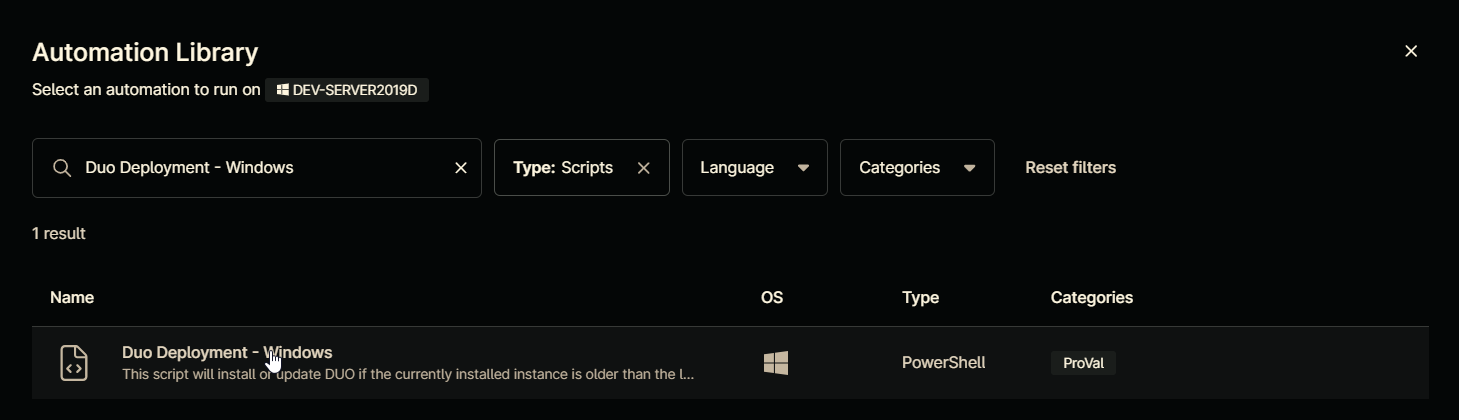 Automation Library
Select an automation to run on DEV-SERVER2019D
Duo Deployment - Windows Type: Scripts Language Categories Reset filters
1 result
Name OS Type Categories
Duo Deployment - Windows
This script will install or update DUO if the currently installed instance is older than the l...
PowerShell ProVal